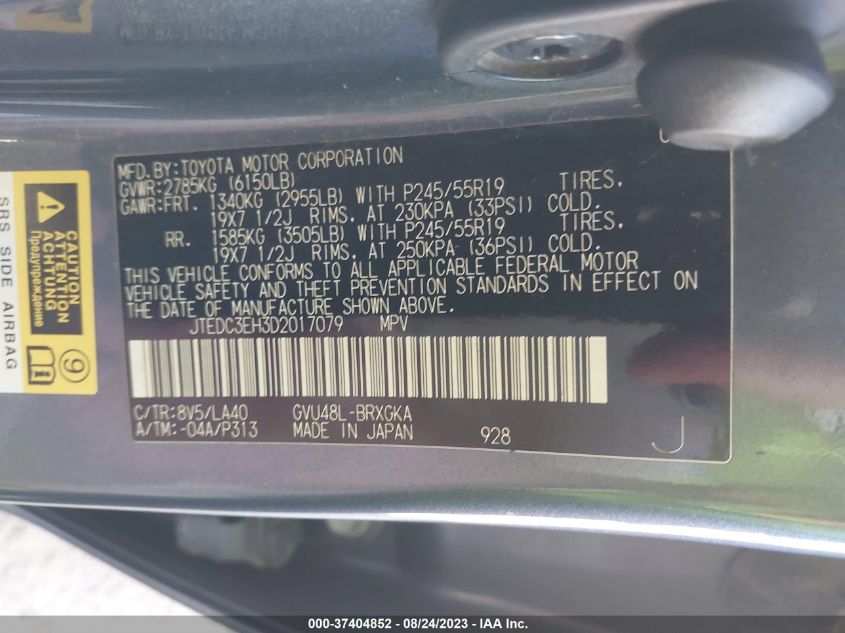 MFD.BY:TOYOTA MOTOR CORPORATION
GVWR:2785KG (6150LB)
GAWR:FRT. 1340KG (2955LB) WITH P245/55R19 TIRES,
19X7 1/2J RIMS, AT 230KPA (33PSI) COLD.
RR. 1585KG (3505LB) WITH P245/55R19 TIRES,
19X7 1/2J RIMS, AT 250KPA (36PSI) COLD.
THIS VEHICLE CONFORMS TO ALL APPLICABLE FEDERAL MOTOR
VEHICLE SAFETY AND THEFT PREVENTION STANDARDS IN EFFECT ON
THE DATE OF MANUFACTURE SHOWN ABOVE.
JTEDC3EH3D2017079 MPV
C/TR:8V5/LA40 GVU48L-BRXGKA
A/TM:-04A/P313 MADE IN JAPAN 928 J
CAUTION
ATTENTION
ACHTUNG
Предупреждение
9
SRS SIDE AIRBAG
000-37404852 / 08/24/2023 / IAA, Inc.